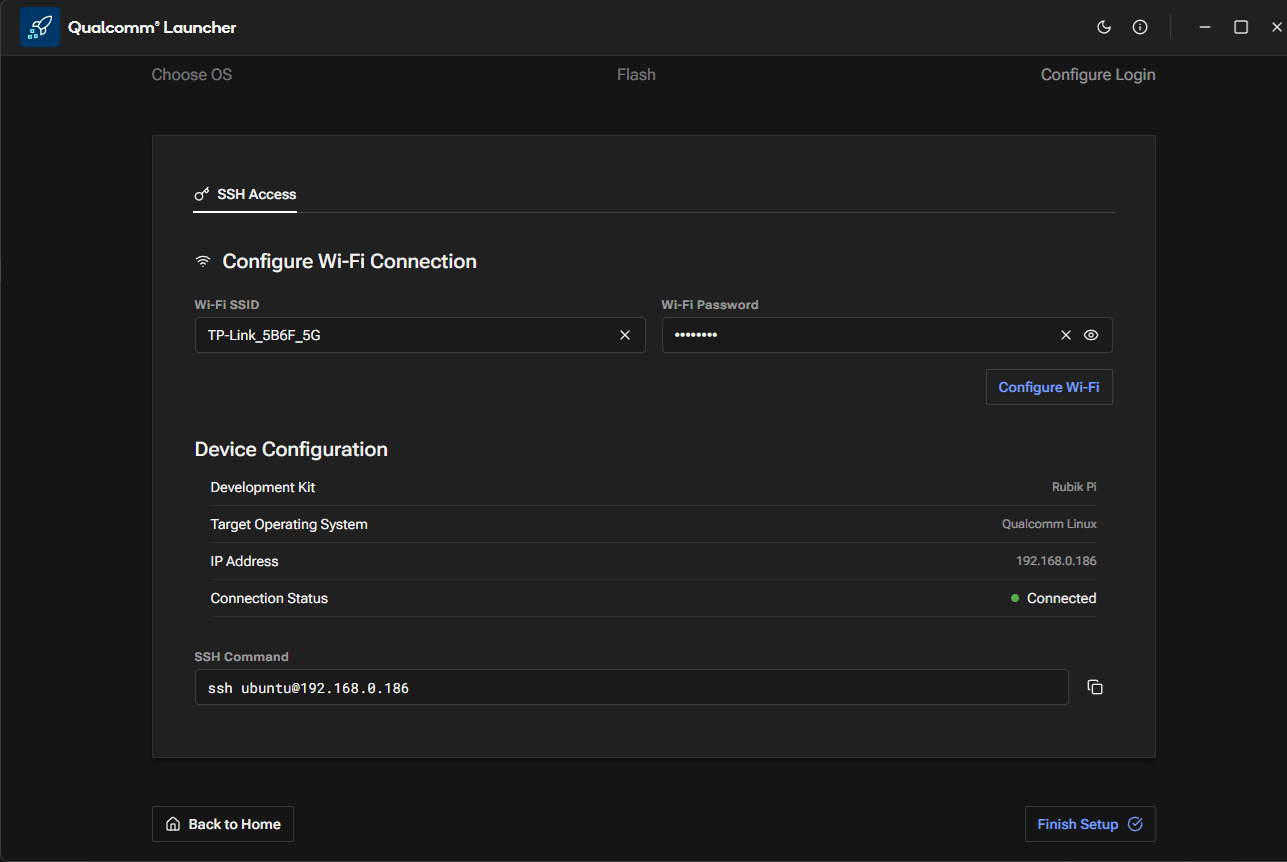 Qualcomm® Launcher
Choose OS
Flash
Configure Login
SSH Access
Configure Wi-Fi Connection
Wi-Fi SSID
Wi-Fi Password
TP-Link_5B6F_5G
••••••••
Configure Wi-Fi
Device Configuration
Development Kit
Rubik Pi
Target Operating System
Qualcomm Linux
IP Address
192.168.0.186
Connection Status
Connected
SSH Command
ssh ubuntu@192.168.0.186
Back to Home
Finish Setup